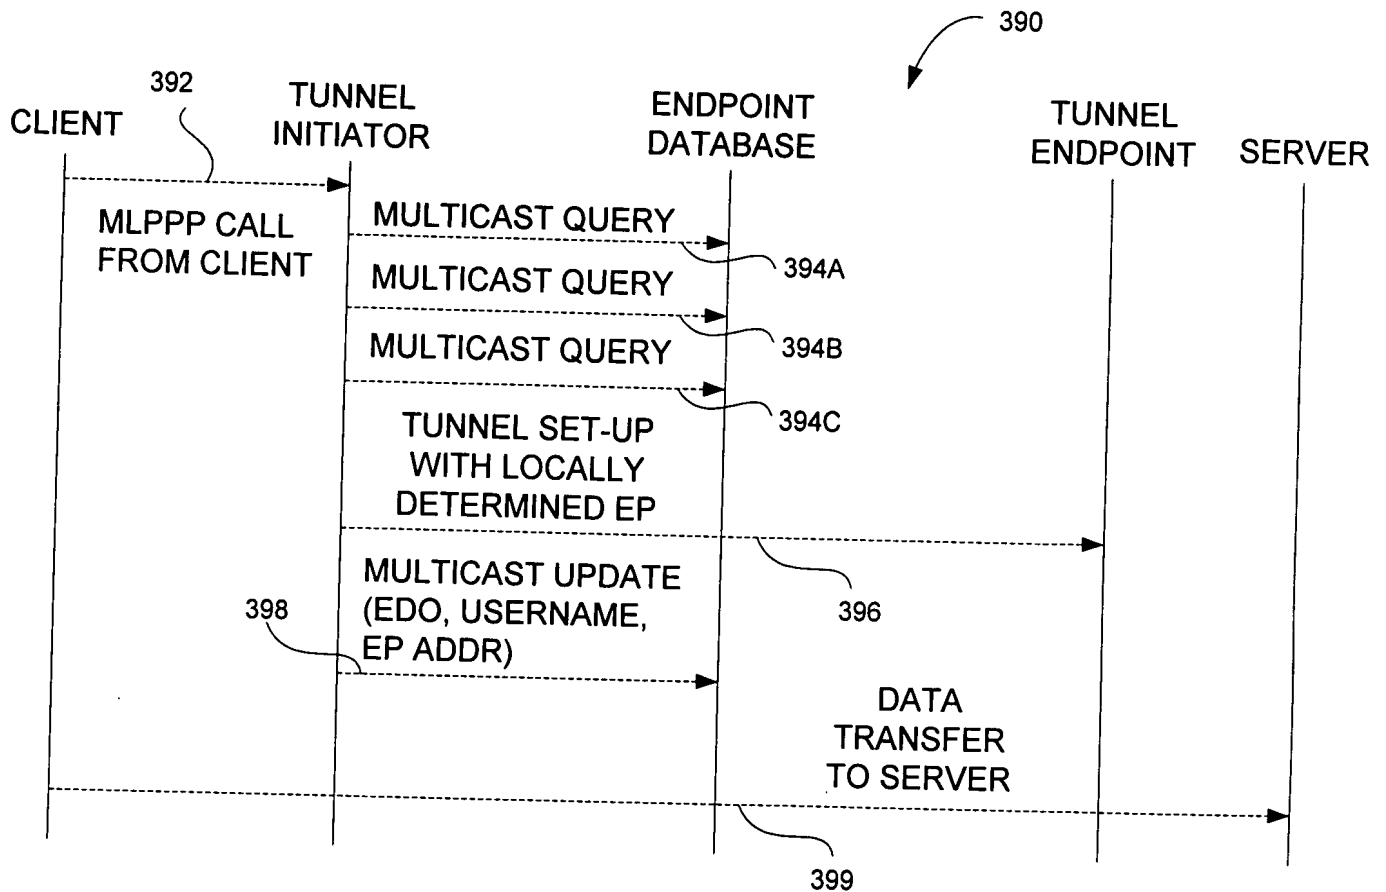 390
392
CLIENT
TUNNEL
INITIATOR
ENDPOINT
DATABASE
TUNNEL
ENDPOINT
SERVER
MLPPP CALL
FROM CLIENT
MULTICAST QUERY
394A
MULTICAST QUERY
394B
MULTICAST QUERY
394C
TUNNEL SET-UP
WITH LOCALLY
DETERMINED EP
396
MULTICAST UPDATE
(EDO, USERNAME,
EP ADDR)
398
DATA
TRANSFER
TO SERVER
399